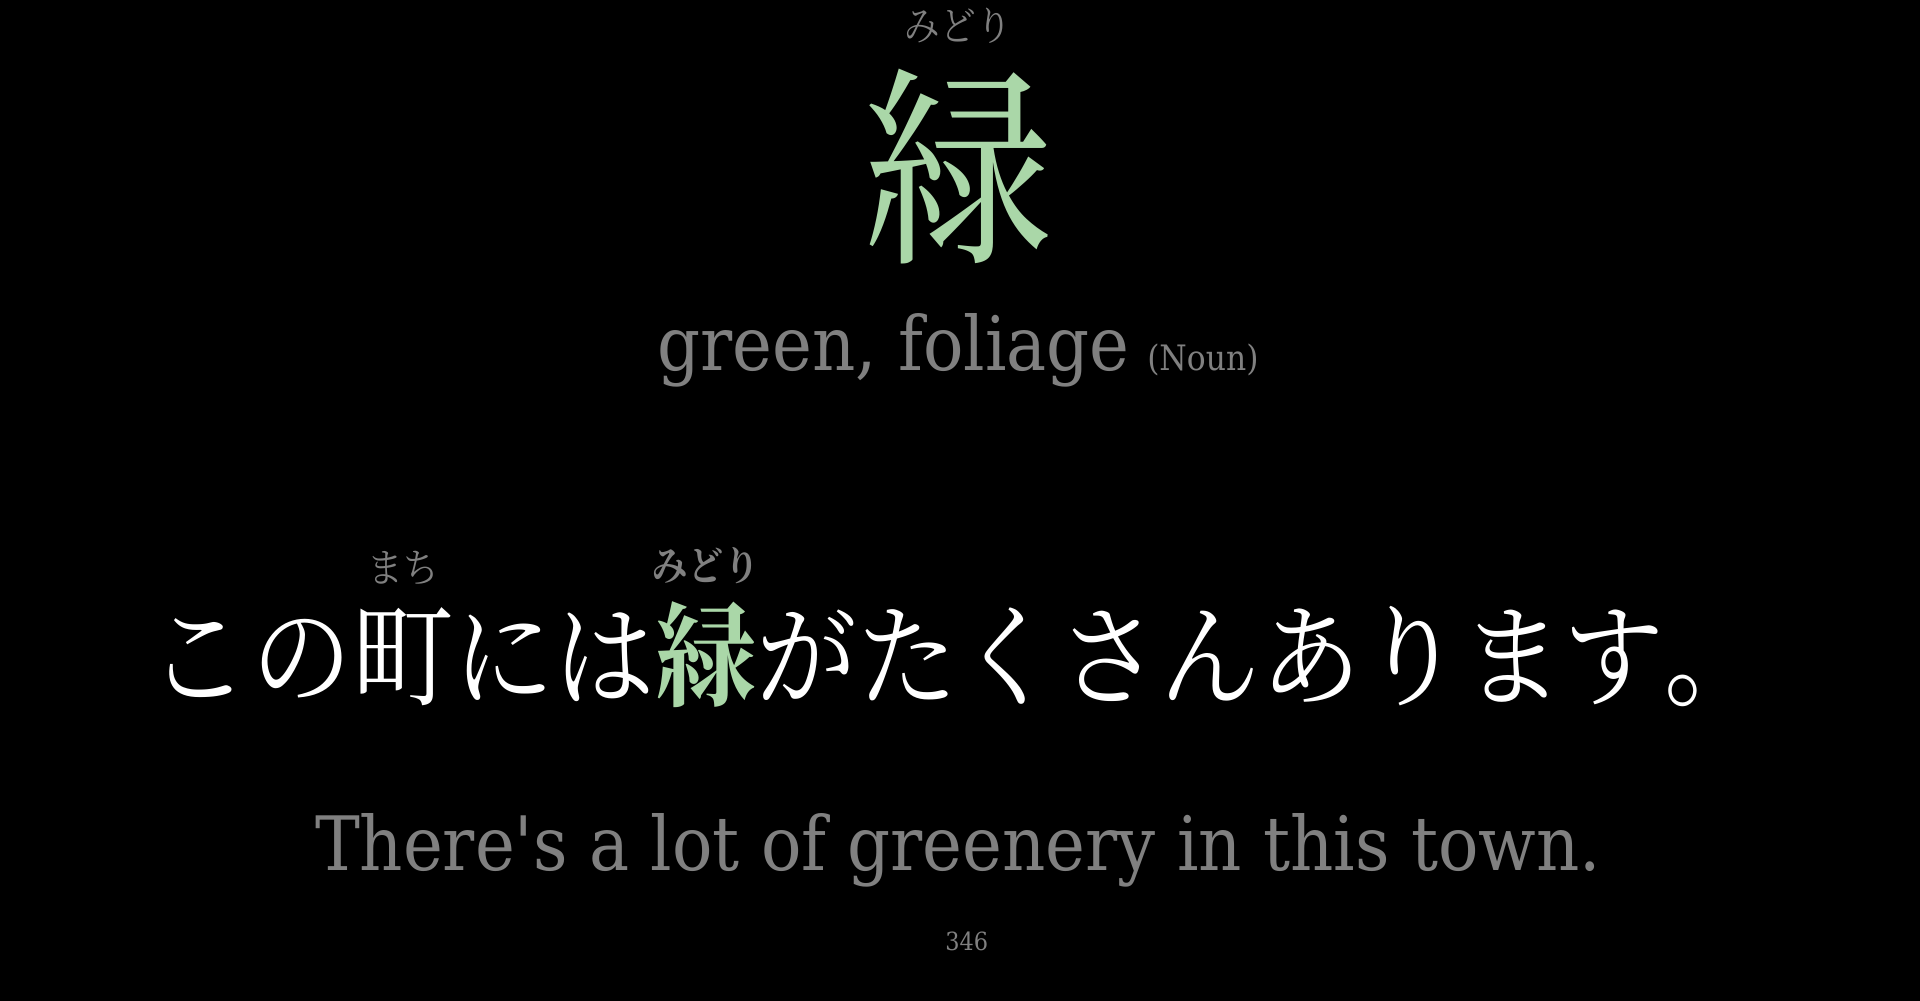 みどり
緑
green, foliage (Noun)
まち みどり
この町には緑がたくさんあります。
There's a lot of greenery in this town.
346